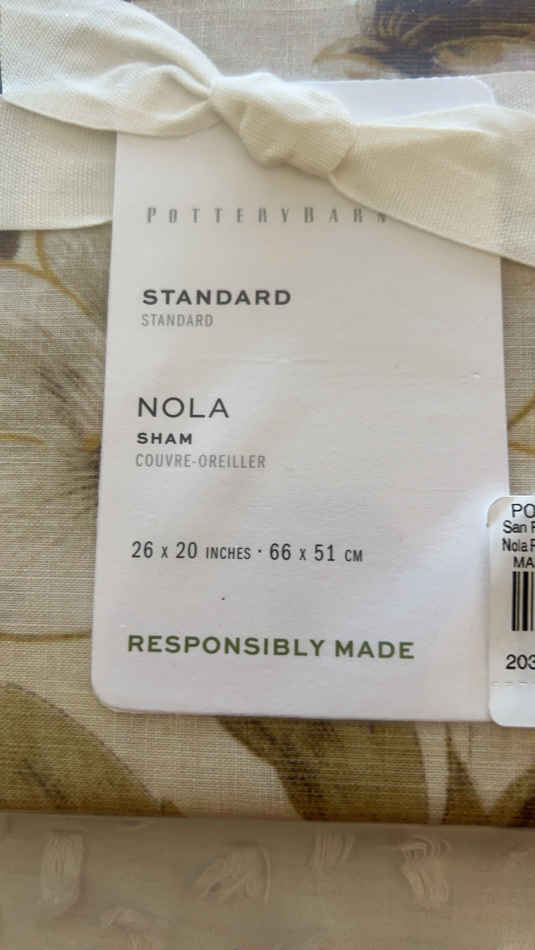 POTTERYBARN
STANDARD
STANDARD
NOLA
SHAM
COUVRE-OREILLER
26 x 20 INCHES · 66 x 51 CM
RESPONSIBLY MADE
PO
San F
Nola P
MA
203